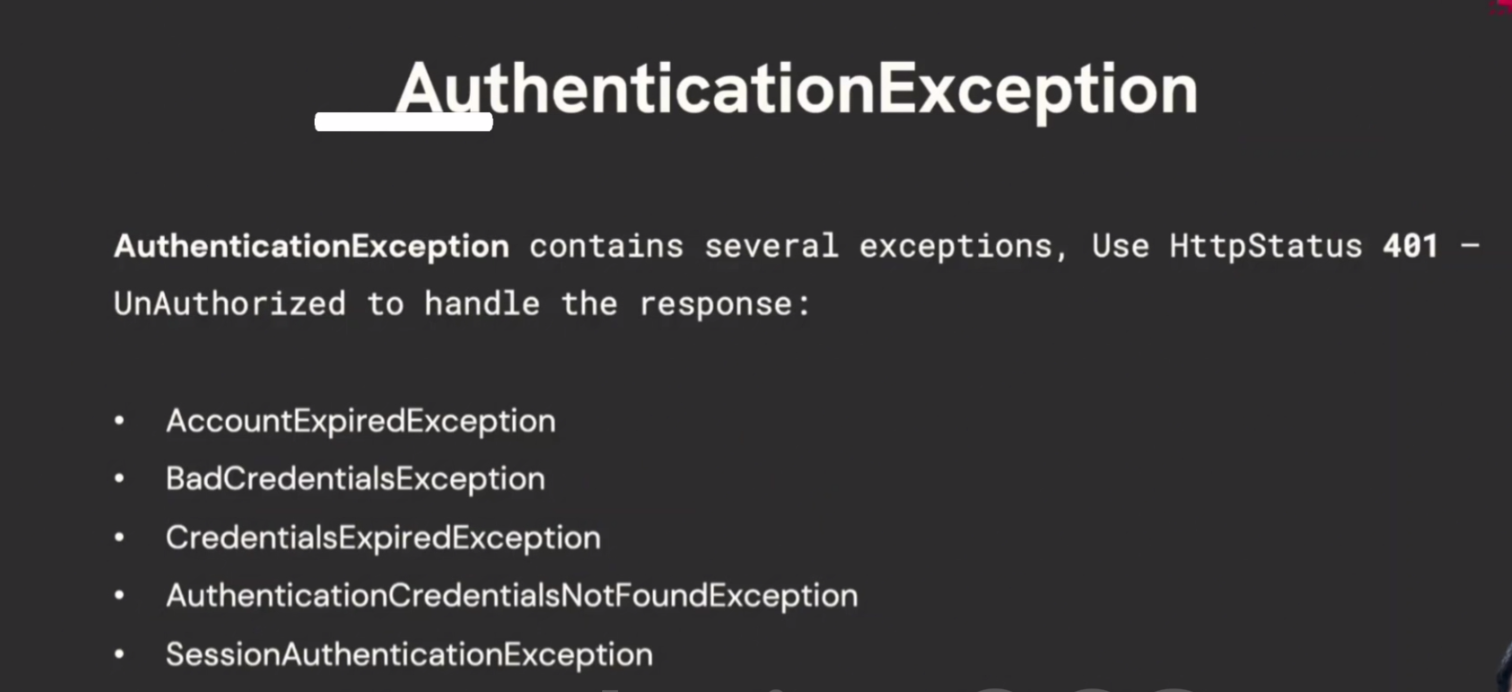 AuthenticationException
AuthenticationException contains several exceptions, Use HttpStatus 401 –
UnAuthorized to handle the response:
• AccountExpiredException
• BadCredentialsException
• CredentialsExpiredException
• AuthenticationCredentialsNotFoundException
• SessionAuthenticationException